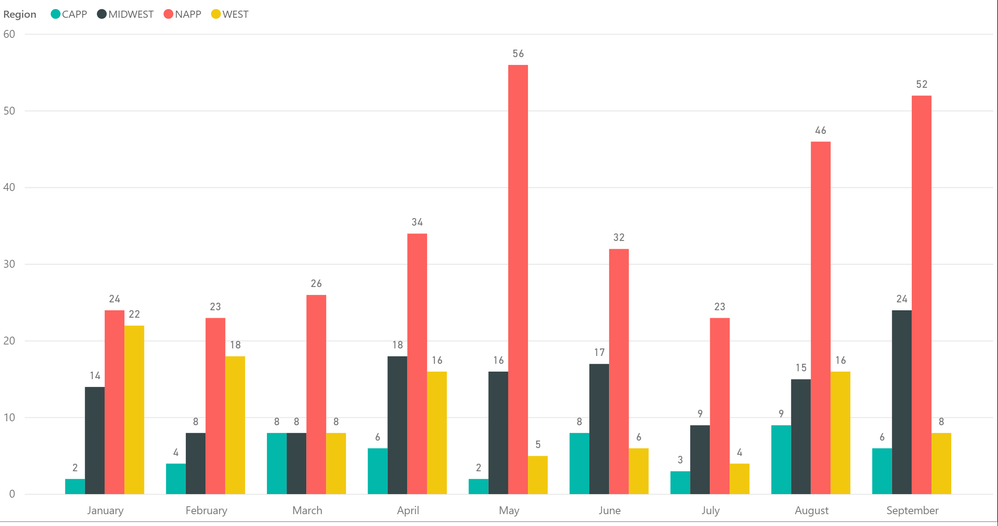 Region CAPP MIDWEST NAPP WEST
60
50
40
30
20
10
0
2 14 24 22
4 8 23 18
8 8 26 8
6 18 34 16
2 16 56 5
8 17 32 6
3 9 23 4
9 15 46 16
6 24 52 8
January February March April May June July August September